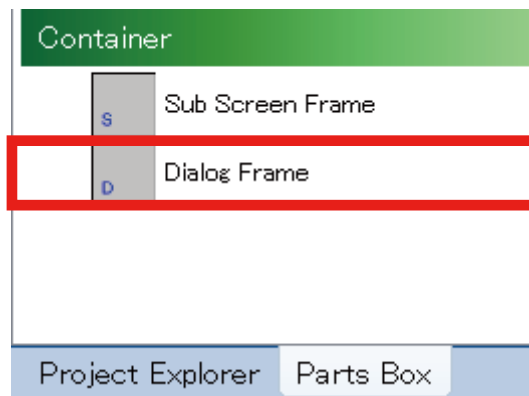 Container
S
Sub Screen Frame
D
Dialog Frame
Project Explorer
Parts Box